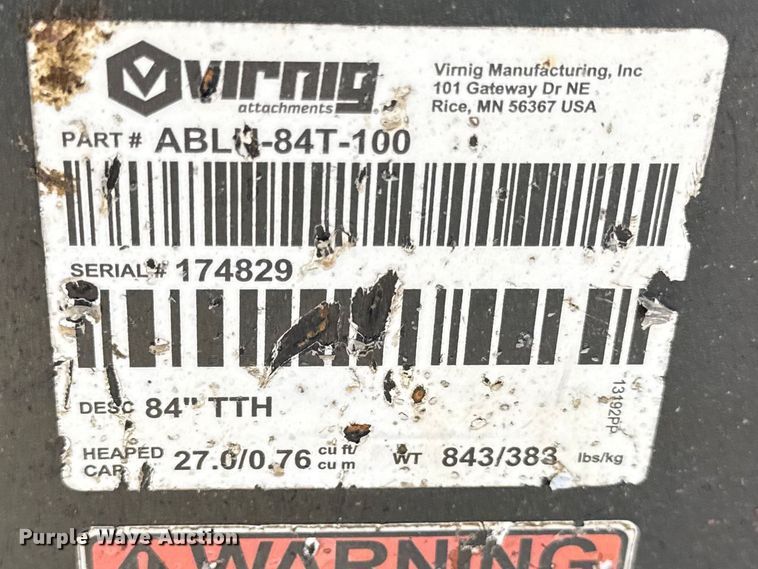 VIRNIG
attachments
Virnig Manufacturing, Inc
101 Gateway Dr NE
Rice, MN 56367 USA
PART #
SERIAL # 174829
DESC 84" TTH
13192PP
HEAPED CAP. 27.0/0.76 cu ft/ cu m WT 843/383 lbs/kg
WARNING
Purple Wave Auction